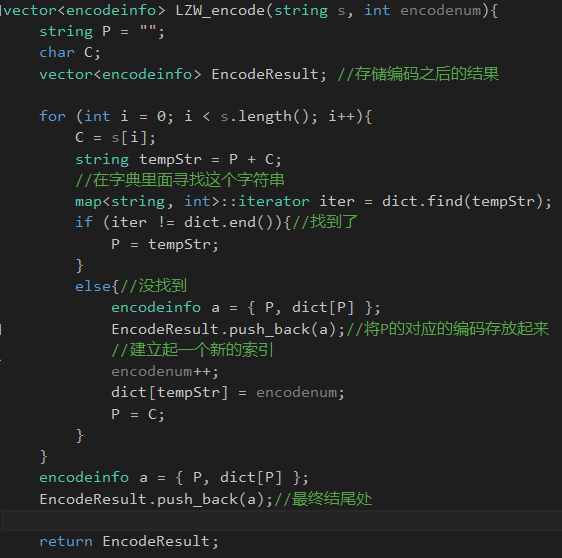 vector<encodeinfo> LZW_encode(string s, int encodenum){
    string P = "";
    char C;
    vector<encodeinfo> EncodeResult; //存储编码之后的结果

    for (int i = 0; i < s.length(); i++){
        C = s[i];
        string tempStr = P + C;
        //在字典里面寻找这个字符串
        map<string, int>::iterator iter = dict.find(tempStr);
        if (iter != dict.end()){//找到了
            P = tempStr;
        }
        else{//没找到
            encodeinfo a = { P, dict[P] };
            EncodeResult.push_back(a);//将P的对应的编码存放起来
            //建立起一个新的索引
            encodenum++;
            dict[tempStr] = encodenum;
            P = C;
        }
    }
    encodeinfo a = { P, dict[P] };
    EncodeResult.push_back(a);//最终结尾处

    return EncodeResult;